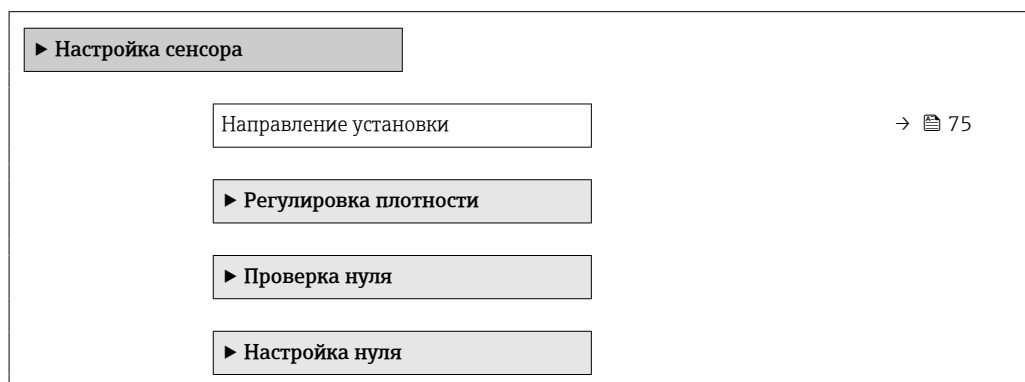 ▶ Настройка сенсора
Направление установки → 75
▶ Регулировка плотности
▶ Проверка нуля
▶ Настройка нуля